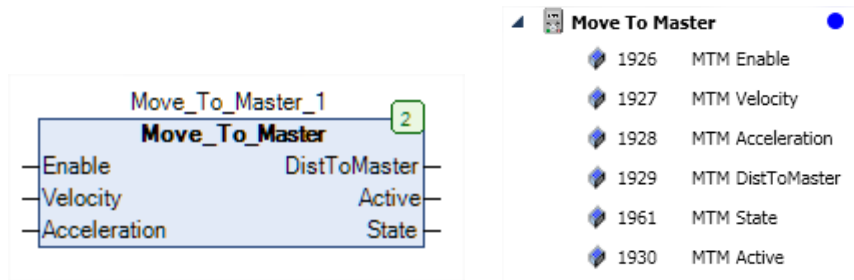 Move_To_Master_1
2
Move_To_Master
Enable DistToMaster
Velocity Active
Acceleration State
Move To Master
1926 MTM Enable
1927 MTM Velocity
1928 MTM Acceleration
1929 MTM DistToMaster
1961 MTM State
1930 MTM Active